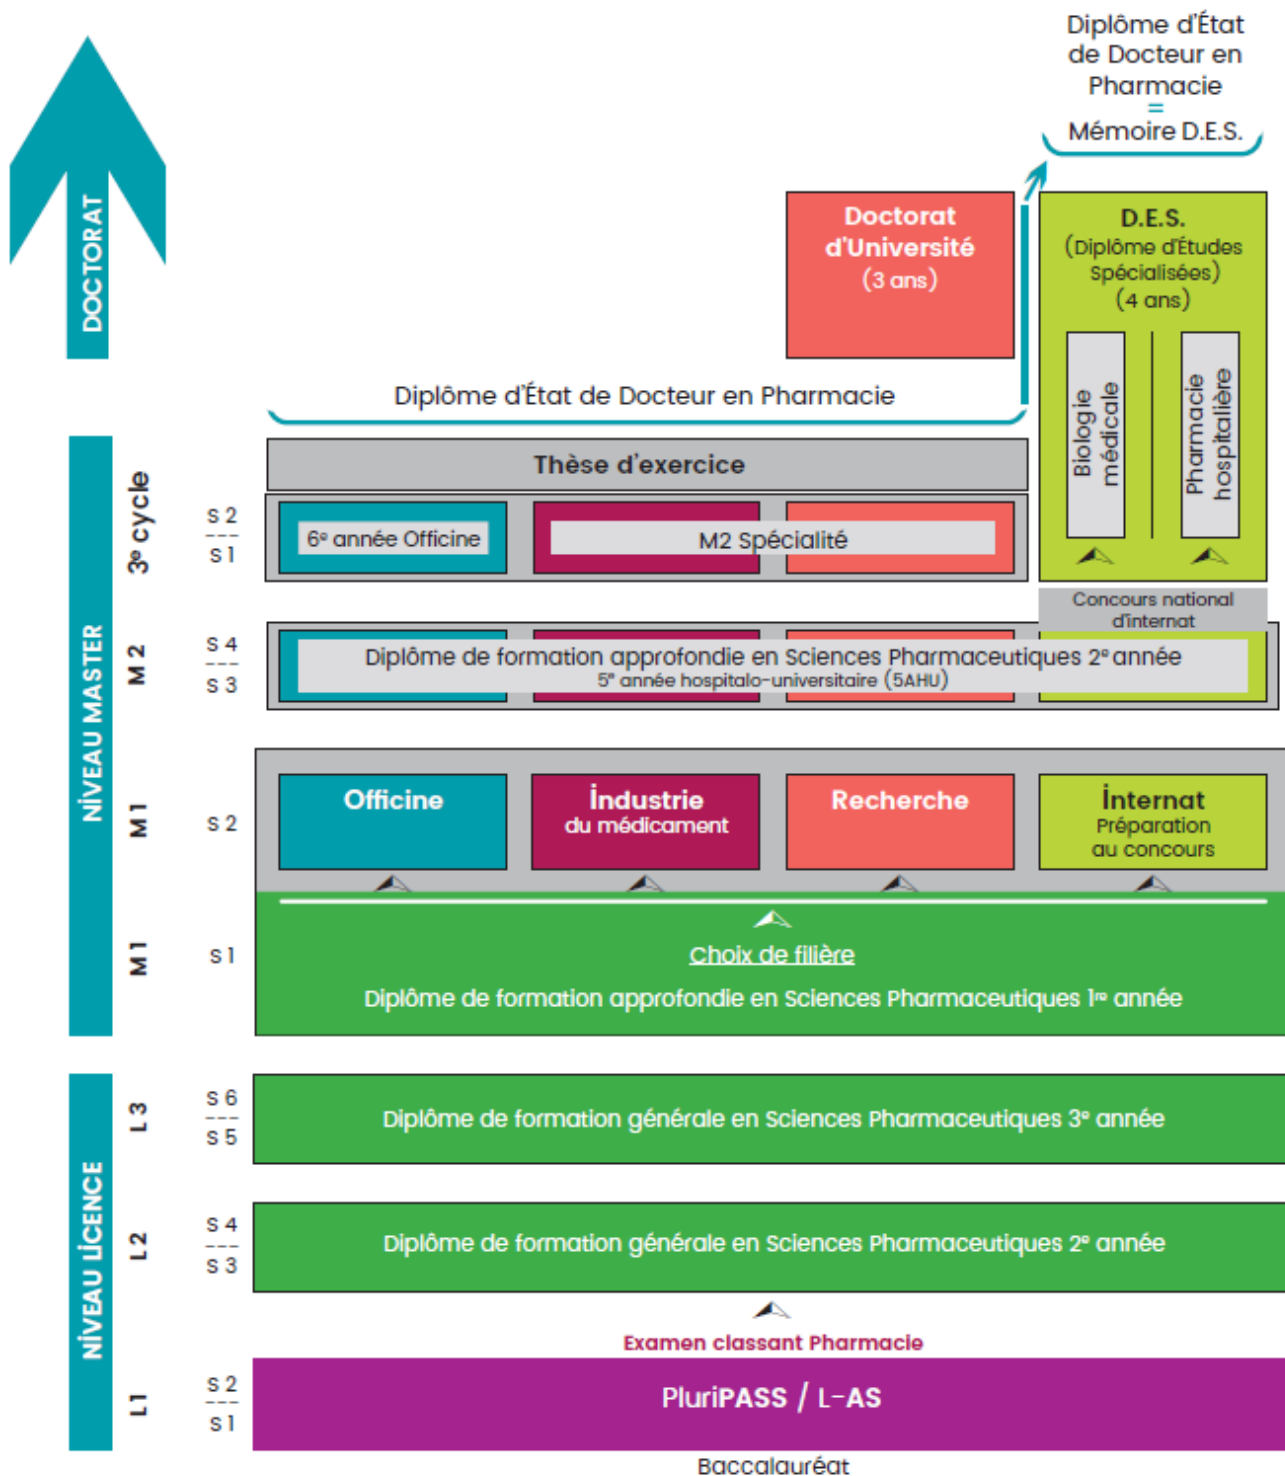 Diplôme d'État
de Docteur en
Pharmacie
=
Mémoire D.E.S.
DOCTORAT
Doctorat
d'Université
(3 ans)
D.E.S.
(Diplôme d'Études
Spécialisées)
(4 ans)
Biologie
médicale
Pharmacie
hospitalière
Diplôme d'État de Docteur en Pharmacie
Thèse d'exercice
NIVEAU MASTER
3e cycle
S 2
S 1
6e année Officine
M2 Spécialité
Concours national
d'internat
M 2
S 4
S 3
Diplôme de formation approfondie en Sciences Pharmaceutiques 2e année
5e année hospitalo-universitaire (5AHU)
M 1
S 2
Officine
Industrie
du médicament
Recherche
Internat
Préparation
au concours
M 1
S 1
Choix de filière
Diplôme de formation approfondie en Sciences Pharmaceutiques 1re année
NIVEAU LICENCE
L 3
S 6
S 5
Diplôme de formation générale en Sciences Pharmaceutiques 3e année
L 2
S 4
S 3
Diplôme de formation générale en Sciences Pharmaceutiques 2e année
Examen classant Pharmacie
L 1
S 2
S 1
PluriPASS / L-AS
Baccalauréat